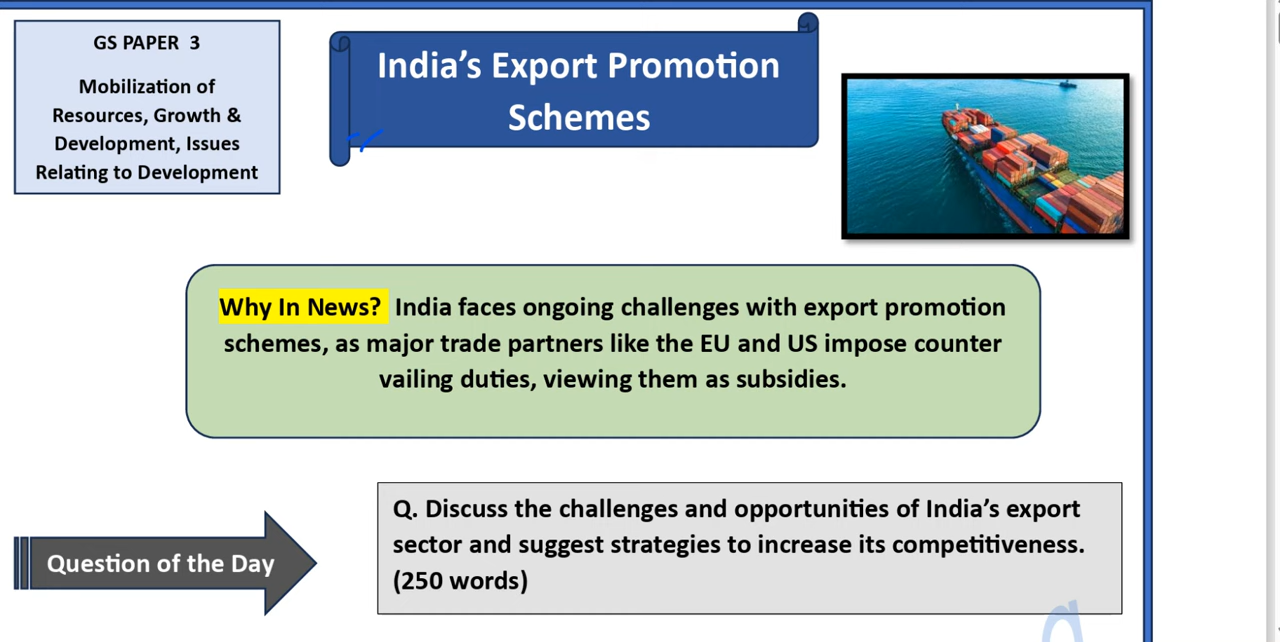 GS PAPER 3
Mobilization of
Resources, Growth &
Development, Issues
Relating to Development
India's Export Promotion
Schemes
Why In News? India faces ongoing challenges with export promotion
schemes, as major trade partners like the EU and US impose counter
vailing duties, viewing them as subsidies.
Question of the Day
Q. Discuss the challenges and opportunities of India's export
sector and suggest strategies to increase its competitiveness.
(250 words)